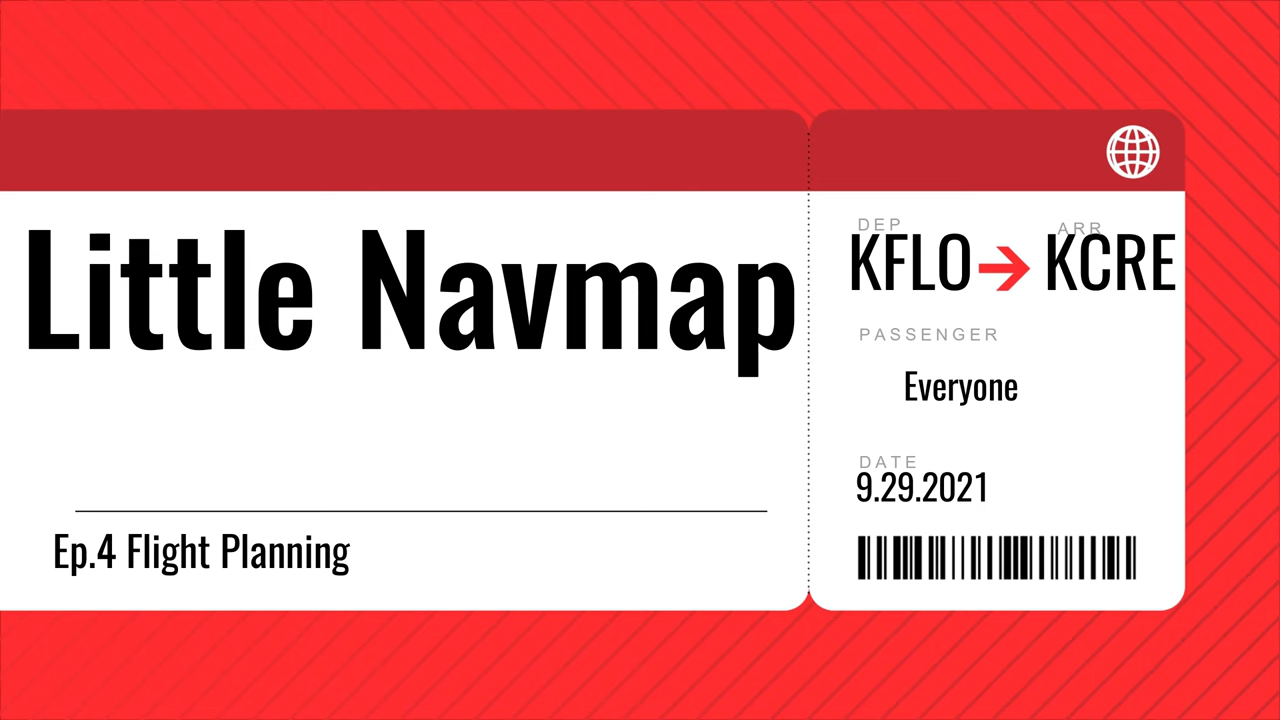 Little Navmap
Ep.4 Flight Planning
DEP ARR
KFLO KCRE
PASSENGER
Everyone
DATE
9.29.2021